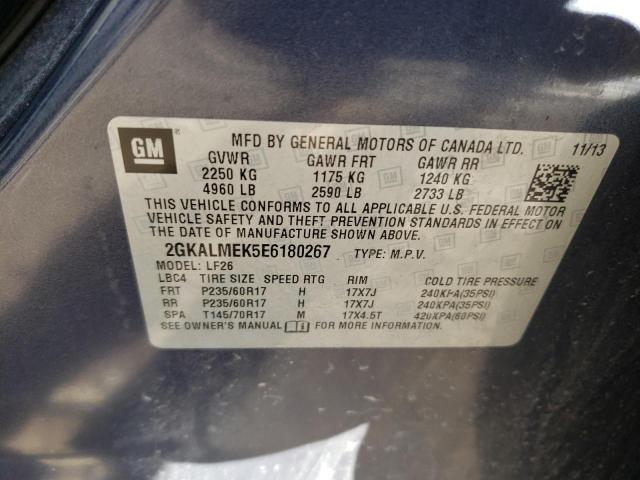 GM
MFD BY GENERAL MOTORS OF CANADA LTD. 11/13
GVWR GAWR FRT GAWR RR
2250 KG 1175 KG 1240 KG
4960 LB 2590 LB 2733 LB
THIS VEHICLE CONFORMS TO ALL APPLICABLE U.S. FEDERAL MOTOR
VEHICLE SAFETY AND THEFT PREVENTION STANDARDS IN EFFECT ON
THE DATE OF MANUFACTURE SHOWN ABOVE.
2GKALMEK5E6180267 TYPE: M.P.V.
MODEL: LF26
LBC4 TIRE SIZE SPEED RTG RIM COLD TIRE PRESSURE
FRT P235/60R17 H 17X7J 240KPA(35PSI)
RR P235/60R17 H 17X7J 240KPA(35PSI)
SPA T145/70R17 M 17X4.5T 420KPA(60PSI)
SEE OWNER'S MANUAL FOR MORE INFORMATION.